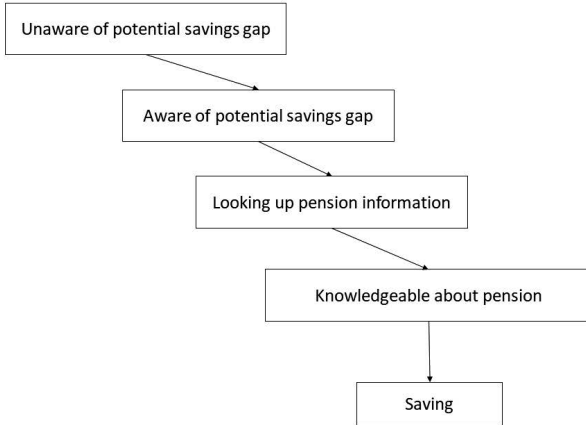 Unaware of potential savings gap
Aware of potential savings gap
Looking up pension information
Knowledgeable about pension
Saving